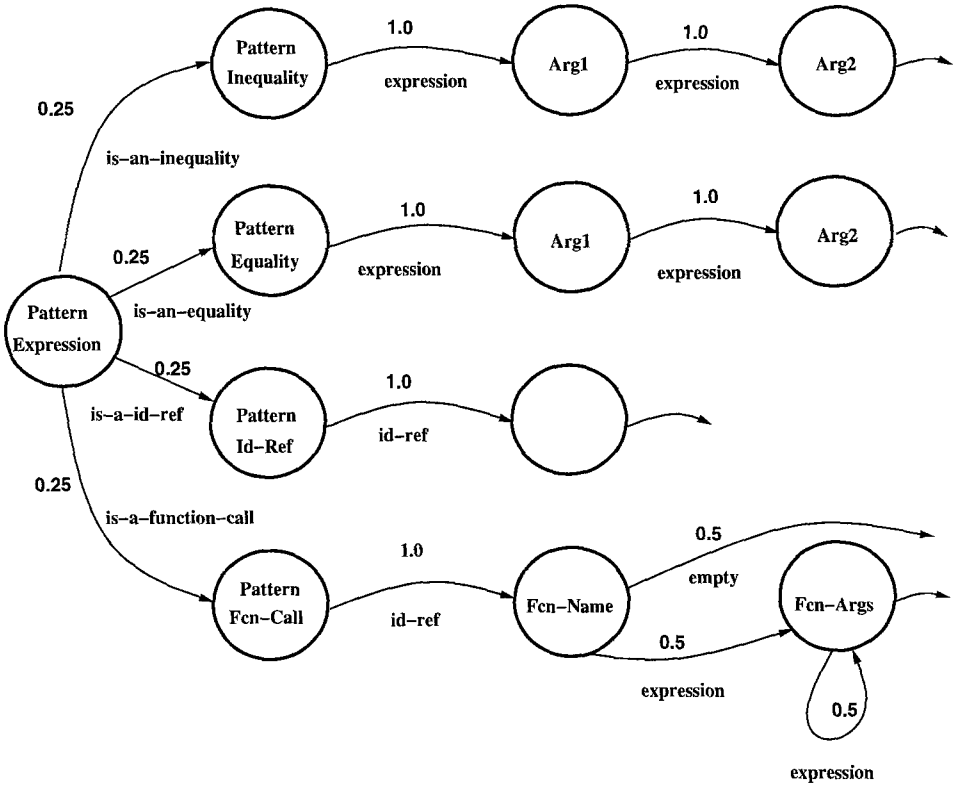 1.0
1.0
Pattern
Inequality
Arg1
Arg2
expression
expression
0.25
is–an–inequality
1.0
1.0
Pattern
Equality
Arg1
Arg2
expression
expression
0.25
is–an–equality
Pattern
Expression
0.25
1.0
is–a–id–ref
Pattern
Id–Ref
id–ref
0.25
is–a–function–call
1.0
0.5
empty
Pattern
Fcn–Call
Fcn–Name
Fcn–Args
id–ref
0.5
expression
0.5
expression